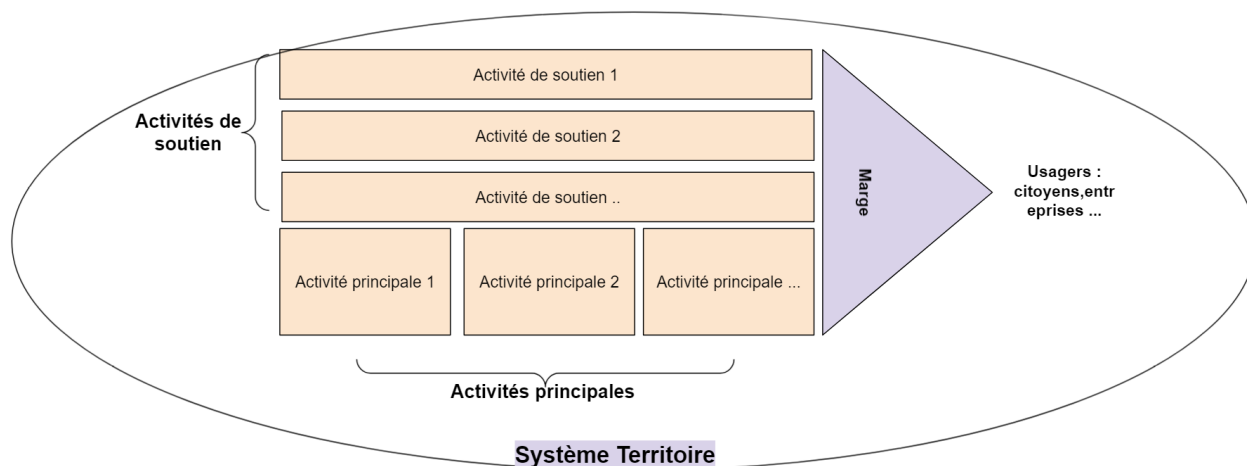 Activité de soutien 1
Activités de
soutien
Activité de soutien 2
Activité de soutien ..
Marge
Usagers :
citoyens,entr
eprises ...
Activité principale 1
Activité principale 2
Activité principale ...
Activités principales
Système Territoire